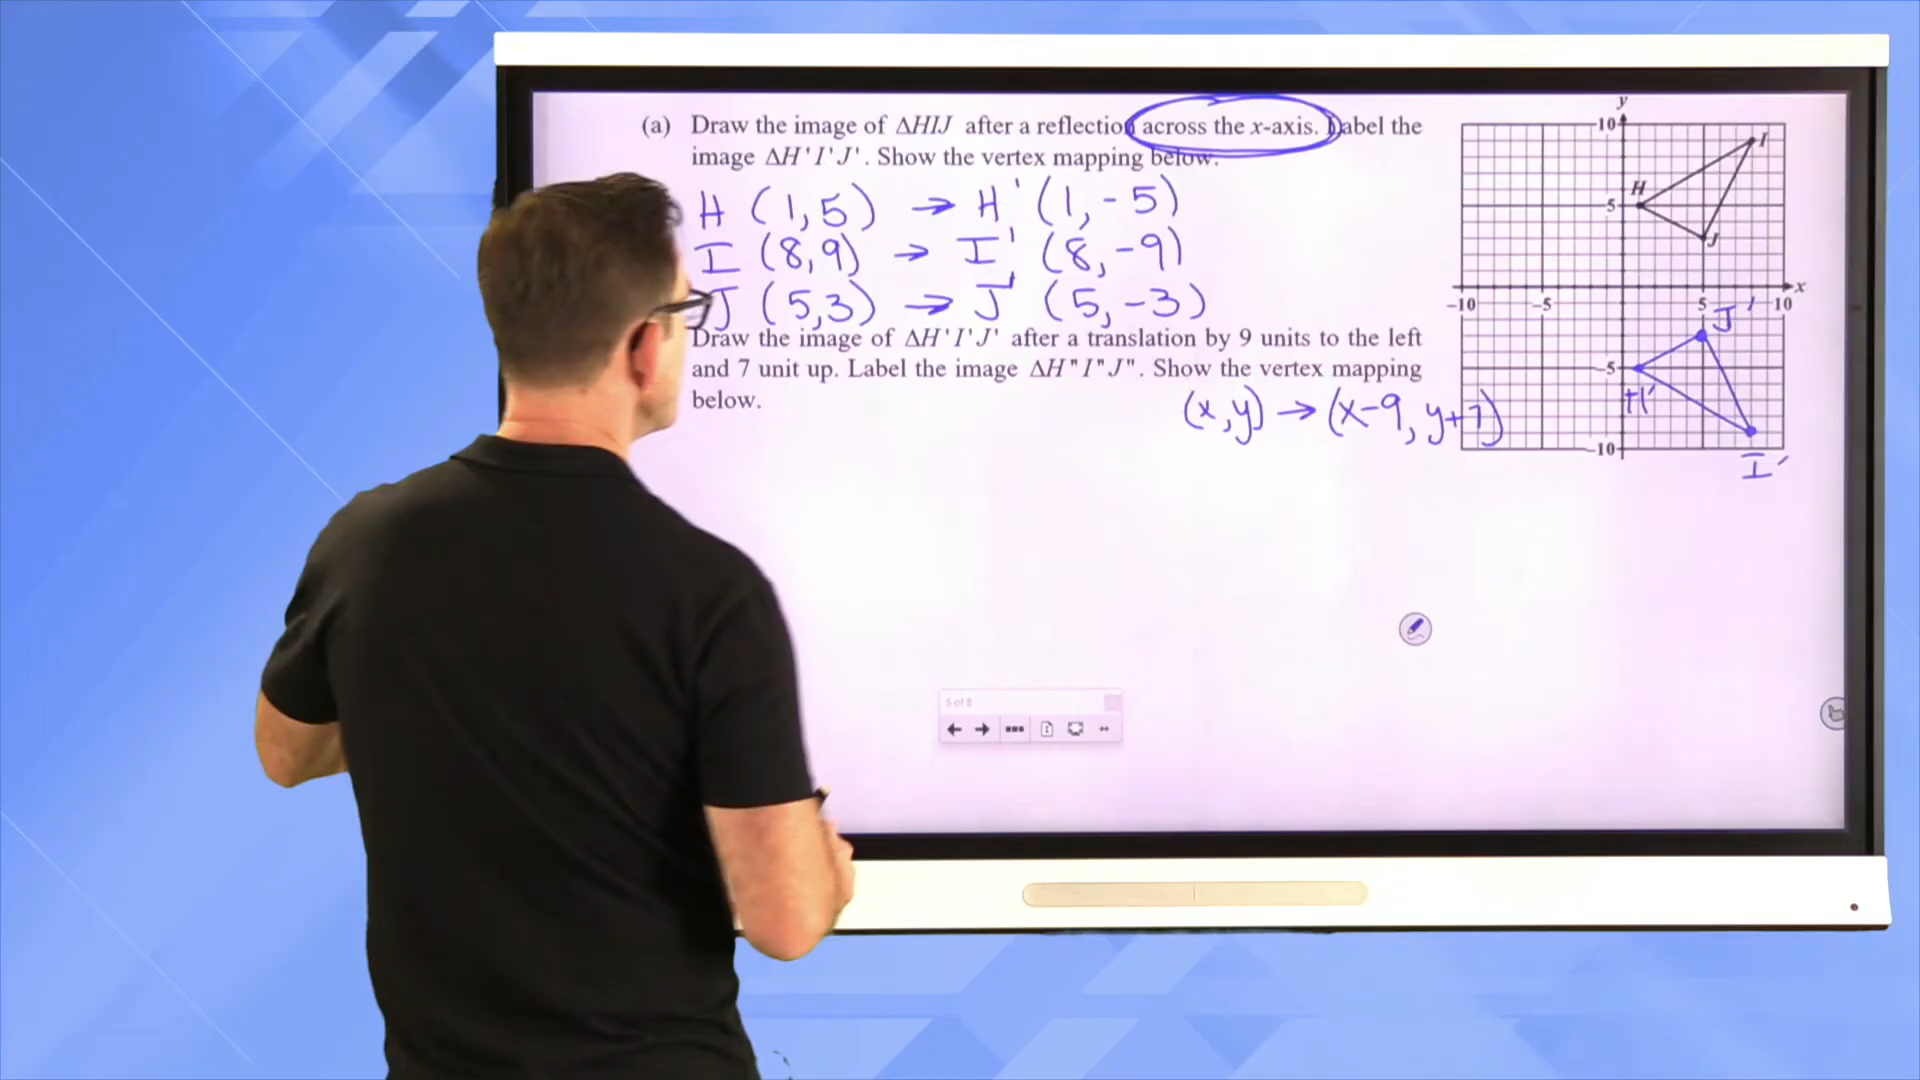 (a) Draw the image of ΔHIJ after a reflection across the x-axis. Label the
image ΔH'I'J'. Show the vertex mapping below.
H (1,5) → H' (1,-5)
I (8,9) → I' (8,-9)
J (5,3) → J' (5,-3)
Draw the image of ΔH'I'J' after a translation by 9 units to the left
and 7 unit up. Label the image ΔH"I"J". Show the vertex mapping
below.
(x,y) → (x-9, y+7)
y
10
I
H
5
J
x
-10 -5 5 10
J'
-5
H'
-10
I'
5 of 8